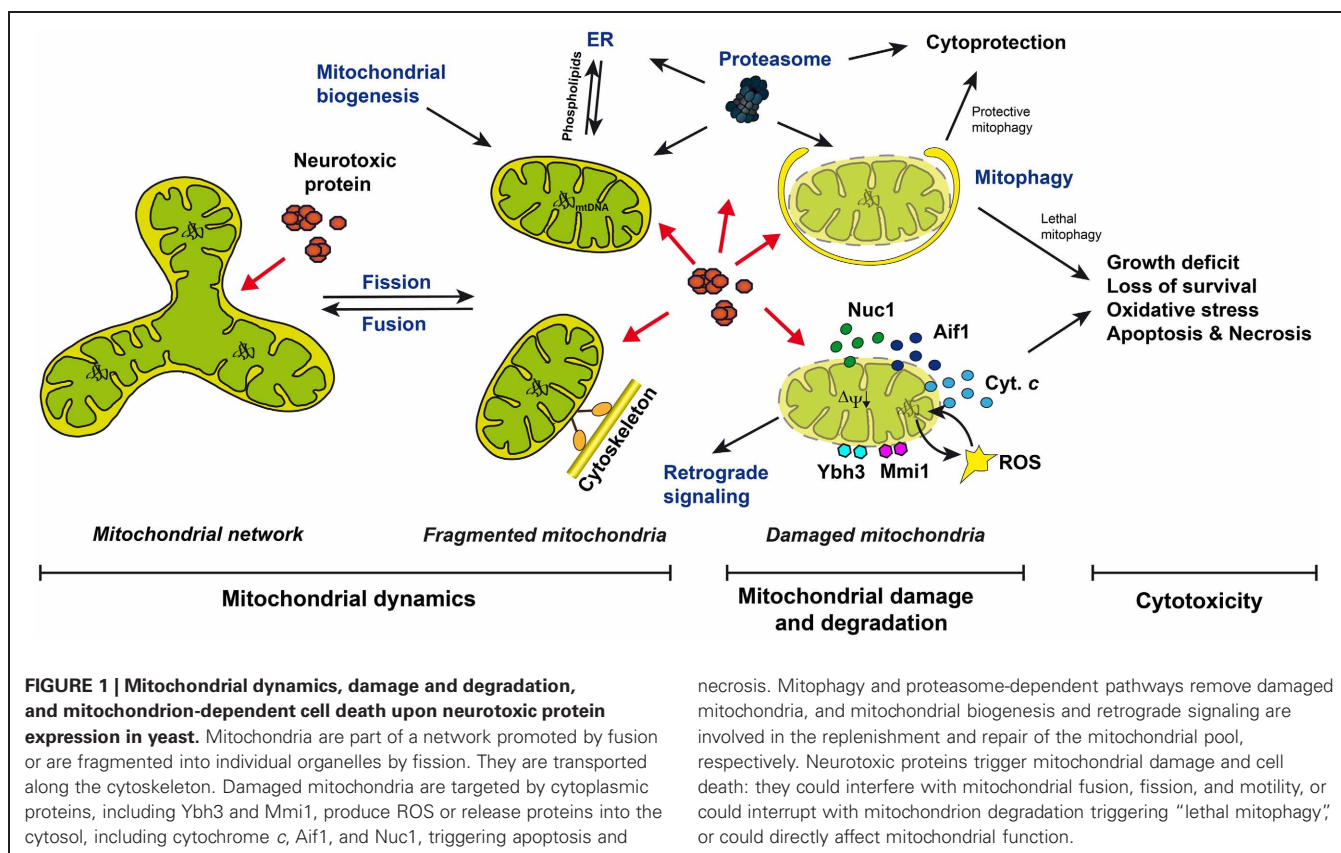 ER
Proteasome
Cytoprotection
Mitochondrial
biogenesis
Phospholipids
Protective
mitophagy
Neurotoxic
protein
mtDNA
Mitophagy
Lethal
mitophagy
Fission
Fusion
Growth deficit
Loss of survival
Oxidative stress
Apoptosis & Necrosis
Nuc1
Aif1
Cyt. c
ΔΨ↓
Cytoskeleton
Retrograde
signaling
Ybh3
Mmi1
ROS
Mitochondrial network
Fragmented mitochondria
Damaged mitochondria
Mitochondrial dynamics
Mitochondrial damage
and degradation
Cytotoxicity
FIGURE 1 | Mitochondrial dynamics, damage and degradation,
and mitochondrion-dependent cell death upon neurotoxic protein
expression in yeast. Mitochondria are part of a network promoted by fusion
or are fragmented into individual organelles by fission. They are transported
along the cytoskeleton. Damaged mitochondria are targeted by cytoplasmic
proteins, including Ybh3 and Mmi1, produce ROS or release proteins into the
cytosol, including cytochrome c, Aif1, and Nuc1, triggering apoptosis and
necrosis. Mitophagy and proteasome-dependent pathways remove damaged
mitochondria, and mitochondrial biogenesis and retrograde signaling are
involved in the replenishment and repair of the mitochondrial pool,
respectively. Neurotoxic proteins trigger mitochondrial damage and cell
death: they could interfere with mitochondrial fusion, fission, and motility, or
could interrupt with mitochondrion degradation triggering “lethal mitophagy”,
or could directly affect mitochondrial function.